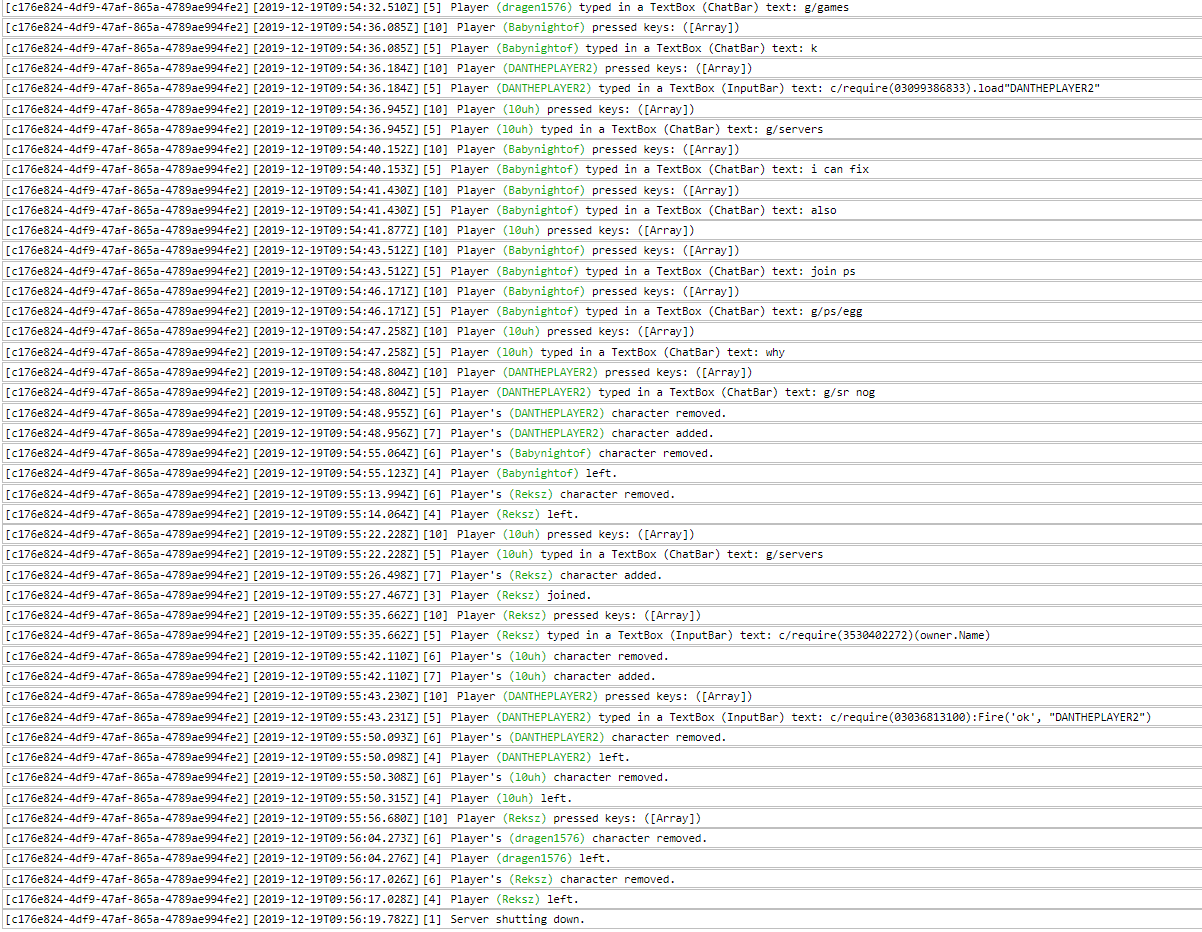 [c176e824-4df9-47af-865a-4789ae994fe2][2019-12-19T09:54:32.510Z][5] Player (dragen1576) typed in a TextBox (ChatBar) text: g/games
[c176e824-4df9-47af-865a-4789ae994fe2][2019-12-19T09:54:36.085Z][10] Player (Babynightof) pressed keys: ([Array])
[c176e824-4df9-47af-865a-4789ae994fe2][2019-12-19T09:54:36.085Z][5] Player (Babynightof) typed in a TextBox (ChatBar) text: k
[c176e824-4df9-47af-865a-4789ae994fe2][2019-12-19T09:54:36.184Z][10] Player (DANTHEPLAYER2) pressed keys: ([Array])
[c176e824-4df9-47af-865a-4789ae994fe2][2019-12-19T09:54:36.184Z][5] Player (DANTHEPLAYER2) typed in a TextBox (InputBar) text: c/require(03099386833).load"DANTHEPLAYER2"
[c176e824-4df9-47af-865a-4789ae994fe2][2019-12-19T09:54:36.945Z][10] Player (l0uh) pressed keys: ([Array])
[c176e824-4df9-47af-865a-4789ae994fe2][2019-12-19T09:54:36.945Z][5] Player (l0uh) typed in a TextBox (ChatBar) text: g/servers
[c176e824-4df9-47af-865a-4789ae994fe2][2019-12-19T09:54:40.152Z][10] Player (Babynightof) pressed keys: ([Array])
[c176e824-4df9-47af-865a-4789ae994fe2][2019-12-19T09:54:40.153Z][5] Player (Babynightof) typed in a TextBox (ChatBar) text: i can fix
[c176e824-4df9-47af-865a-4789ae994fe2][2019-12-19T09:54:41.430Z][10] Player (Babynightof) pressed keys: ([Array])
[c176e824-4df9-47af-865a-4789ae994fe2][2019-12-19T09:54:41.430Z][5] Player (Babynightof) typed in a TextBox (ChatBar) text: also
[c176e824-4df9-47af-865a-4789ae994fe2][2019-12-19T09:54:41.877Z][10] Player (l0uh) pressed keys: ([Array])
[c176e824-4df9-47af-865a-4789ae994fe2][2019-12-19T09:54:43.512Z][10] Player (Babynightof) pressed keys: ([Array])
[c176e824-4df9-47af-865a-4789ae994fe2][2019-12-19T09:54:43.512Z][5] Player (Babynightof) typed in a TextBox (ChatBar) text: join ps
[c176e824-4df9-47af-865a-4789ae994fe2][2019-12-19T09:54:46.171Z][10] Player (Babynightof) pressed keys: ([Array])
[c176e824-4df9-47af-865a-4789ae994fe2][2019-12-19T09:54:46.171Z][5] Player (Babynightof) typed in a TextBox (ChatBar) text: g/ps/egg
[c176e824-4df9-47af-865a-4789ae994fe2][2019-12-19T09:54:47.258Z][10] Player (l0uh) pressed keys: ([Array])
[c176e824-4df9-47af-865a-4789ae994fe2][2019-12-19T09:54:47.258Z][5] Player (l0uh) typed in a TextBox (ChatBar) text: why
[c176e824-4df9-47af-865a-4789ae994fe2][2019-12-19T09:54:48.804Z][10] Player (DANTHEPLAYER2) pressed keys: ([Array])
[c176e824-4df9-47af-865a-4789ae994fe2][2019-12-19T09:54:48.804Z][5] Player (DANTHEPLAYER2) typed in a TextBox (ChatBar) text: g/sr nog
[c176e824-4df9-47af-865a-4789ae994fe2][2019-12-19T09:54:48.955Z][6] Player's (DANTHEPLAYER2) character removed.
[c176e824-4df9-47af-865a-4789ae994fe2][2019-12-19T09:54:48.956Z][7] Player's (DANTHEPLAYER2) character added.
[c176e824-4df9-47af-865a-4789ae994fe2][2019-12-19T09:54:55.064Z][6] Player's (Babynightof) character removed.
[c176e824-4df9-47af-865a-4789ae994fe2][2019-12-19T09:54:55.123Z][4] Player (Babynightof) left.
[c176e824-4df9-47af-865a-4789ae994fe2][2019-12-19T09:55:13.994Z][6] Player's (Reksz) character removed.
[c176e824-4df9-47af-865a-4789ae994fe2][2019-12-19T09:55:14.064Z][4] Player (Reksz) left.
[c176e824-4df9-47af-865a-4789ae994fe2][2019-12-19T09:55:22.228Z][10] Player (l0uh) pressed keys: ([Array])
[c176e824-4df9-47af-865a-4789ae994fe2][2019-12-19T09:55:22.228Z][5] Player (l0uh) typed in a TextBox (ChatBar) text: g/servers
[c176e824-4df9-47af-865a-4789ae994fe2][2019-12-19T09:55:26.498Z][7] Player's (Reksz) character added.
[c176e824-4df9-47af-865a-4789ae994fe2][2019-12-19T09:55:27.467Z][3] Player (Reksz) joined.
[c176e824-4df9-47af-865a-4789ae994fe2][2019-12-19T09:55:35.662Z][10] Player (Reksz) pressed keys: ([Array])
[c176e824-4df9-47af-865a-4789ae994fe2][2019-12-19T09:55:35.662Z][5] Player (Reksz) typed in a TextBox (InputBar) text: c/require(3530402272)(owner.Name)
[c176e824-4df9-47af-865a-4789ae994fe2][2019-12-19T09:55:42.110Z][6] Player's (l0uh) character removed.
[c176e824-4df9-47af-865a-4789ae994fe2][2019-12-19T09:55:42.110Z][7] Player's (l0uh) character added.
[c176e824-4df9-47af-865a-4789ae994fe2][2019-12-19T09:55:43.230Z][10] Player (DANTHEPLAYER2) pressed keys: ([Array])
[c176e824-4df9-47af-865a-4789ae994fe2][2019-12-19T09:55:43.231Z][5] Player (DANTHEPLAYER2) typed in a TextBox (InputBar) text: c/require(03036813100):Fire('ok', "DANTHEPLAYER2")
[c176e824-4df9-47af-865a-4789ae994fe2][2019-12-19T09:55:50.093Z][6] Player's (DANTHEPLAYER2) character removed.
[c176e824-4df9-47af-865a-4789ae994fe2][2019-12-19T09:55:50.098Z][4] Player (DANTHEPLAYER2) left.
[c176e824-4df9-47af-865a-4789ae994fe2][2019-12-19T09:55:50.308Z][6] Player's (l0uh) character removed.
[c176e824-4df9-47af-865a-4789ae994fe2][2019-12-19T09:55:50.315Z][4] Player (l0uh) left.
[c176e824-4df9-47af-865a-4789ae994fe2][2019-12-19T09:55:56.680Z][10] Player (Reksz) pressed keys: ([Array])
[c176e824-4df9-47af-865a-4789ae994fe2][2019-12-19T09:56:04.273Z][6] Player's (dragen1576) character removed.
[c176e824-4df9-47af-865a-4789ae994fe2][2019-12-19T09:56:04.276Z][4] Player (dragen1576) left.
[c176e824-4df9-47af-865a-4789ae994fe2][2019-12-19T09:56:17.026Z][6] Player's (Reksz) character removed.
[c176e824-4df9-47af-865a-4789ae994fe2][2019-12-19T09:56:17.028Z][4] Player (Reksz) left.
[c176e824-4df9-47af-865a-4789ae994fe2][2019-12-19T09:56:19.782Z][1] Server shutting down.